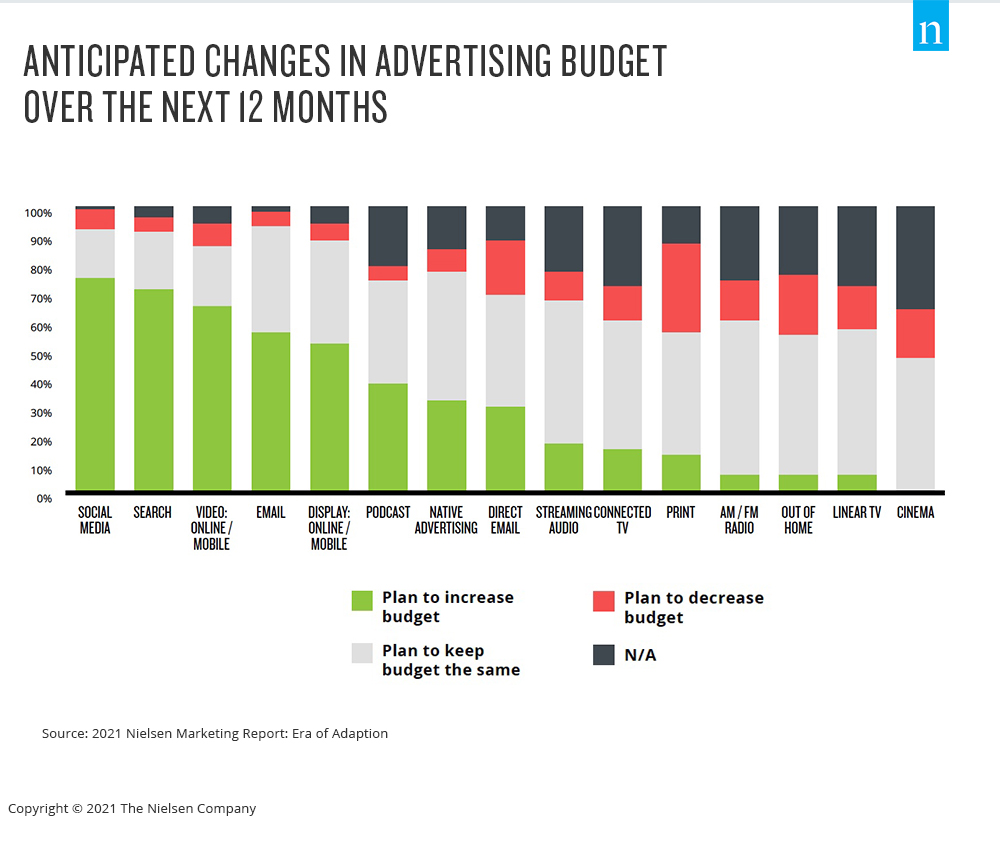 n
ANTICIPATED CHANGES IN ADVERTISING BUDGET
OVER THE NEXT 12 MONTHS
100%
90%
80%
70%
60%
50%
40%
30%
20%
10%
0%
SOCIAL
MEDIA
SEARCH
VIDEO:
ONLINE /
MOBILE
EMAIL
DISPLAY:
ONLINE /
MOBILE
PODCAST
NATIVE
ADVERTISING
DIRECT
EMAIL
STREAMING
AUDIO
CONNECTED
TV
PRINT
AM / FM
RADIO
OUT OF
HOME
LINEAR TV
CINEMA
Plan to increase
budget
Plan to decrease
budget
Plan to keep
budget the same
N/A
Source: 2021 Nielsen Marketing Report: Era of Adaption
Copyright © 2021 The Nielsen Company